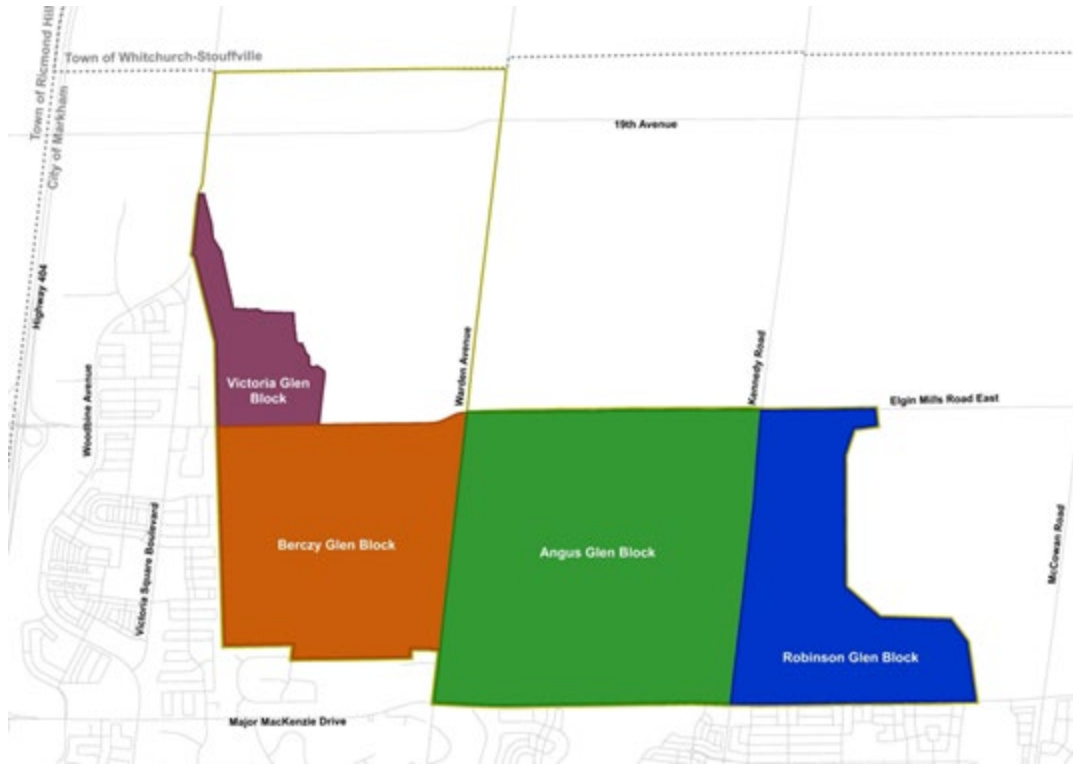 Town of Ricmond Hill
City of Markham
Town of Whitchurch-Stouffville
19th Avenue
Highway 404
Woodbine Avenue
Victoria Square Boulevard
Victoria Glen
Block
Warden Avenue
Kennedy Road
Elgin Mills Road East
Berczy Glen Block
Angus Glen Block
McCowan Road
Robinson Glen Block
Major MacKenzie Drive